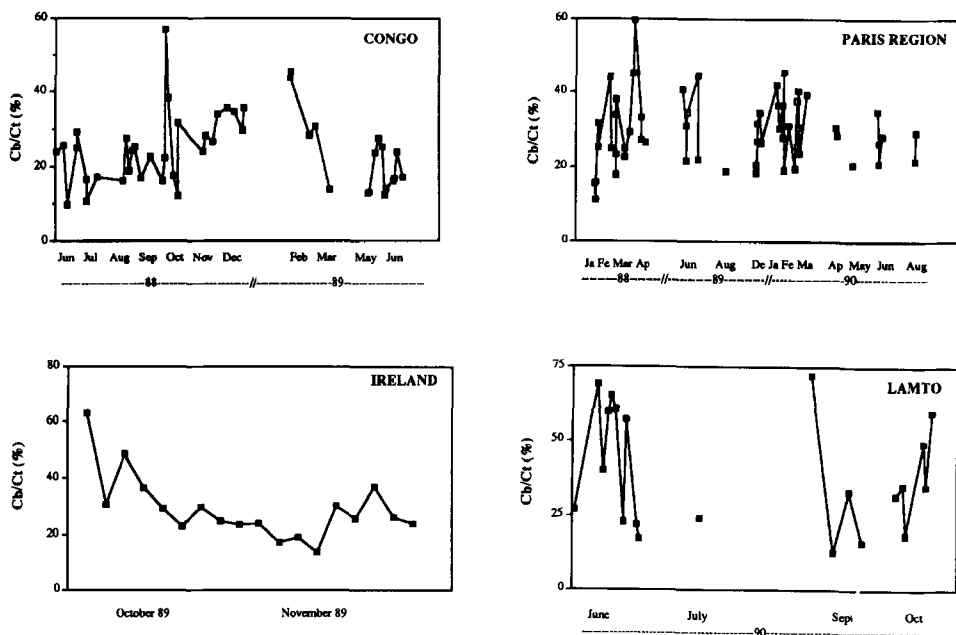 CONGO
Cb/Ct (%)
60
40
20
0
Jun Jul Aug Sep Oct Nov Dec Feb Mar May Jun
88 // 89
PARIS REGION
Cb/Ct (%)
60
40
20
0
Ja Fe Mar Ap Jun Aug De Ja Fe Ma Ap May Jun Aug
88 // 89 // 90
IRELAND
Cb/Ct (%)
80
60
40
20
0
October 89 November 89
LAMTO
Cb/Ct (%)
75
50
25
0
June July Sept Oct
90